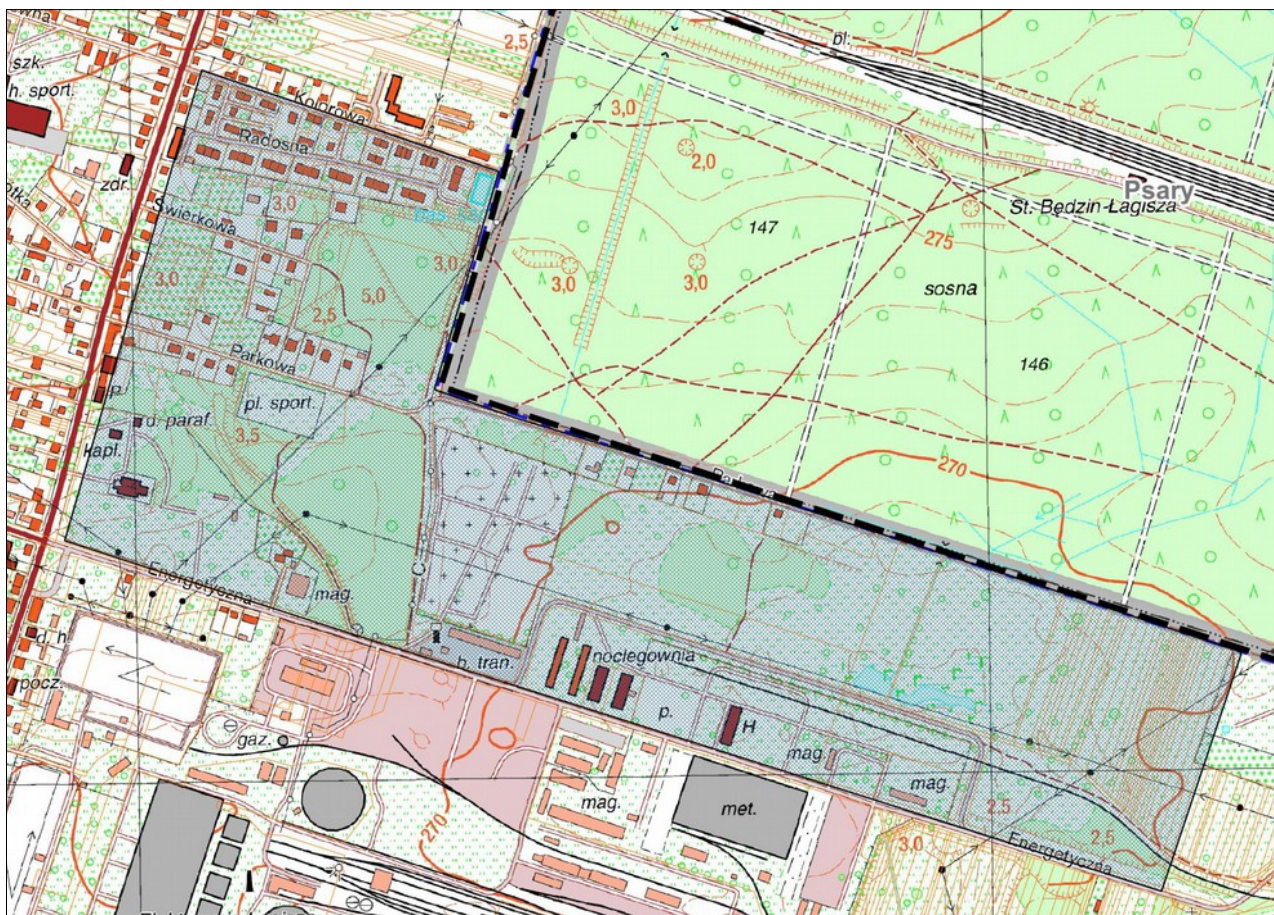 szk.
h. sport.
zdr.
Kolorowa
Radosna
Świerkowa
3,0
3,0
3,0
5,0
2,5
Parkowa
pl. sport.
3,5
d. paraf.
kapl.
P
Energetyczna
mag.
d. h.
pocz.
gaz.
2,5
bl.
3,0
2,0
147
3,0
3,0
275
Psary
St. Będzin-Łagisza
sosna
146
270
C
h. tran.
noclegownia
p.
H
mag.
mag.
2.5
2,5
Energetyczna
3,0
mag.
met.
270